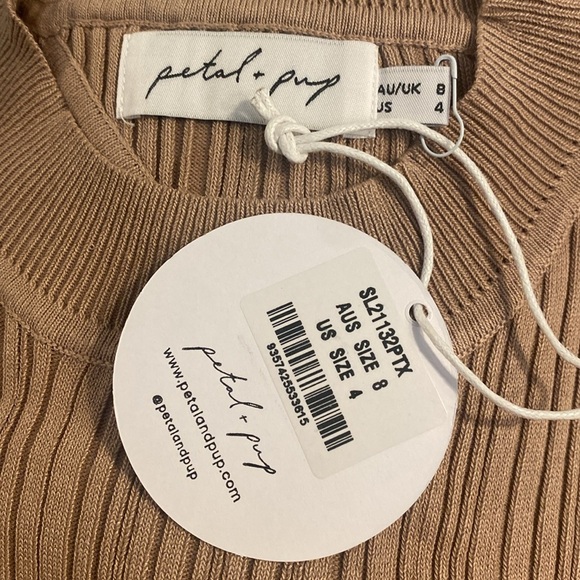 petal + pup
AU/UK 8
US 4
SL21132PTX
AUS SIZE 8
US SIZE 4
9357425533615
petal + pup
www.petalandpup.com
@petalandpup